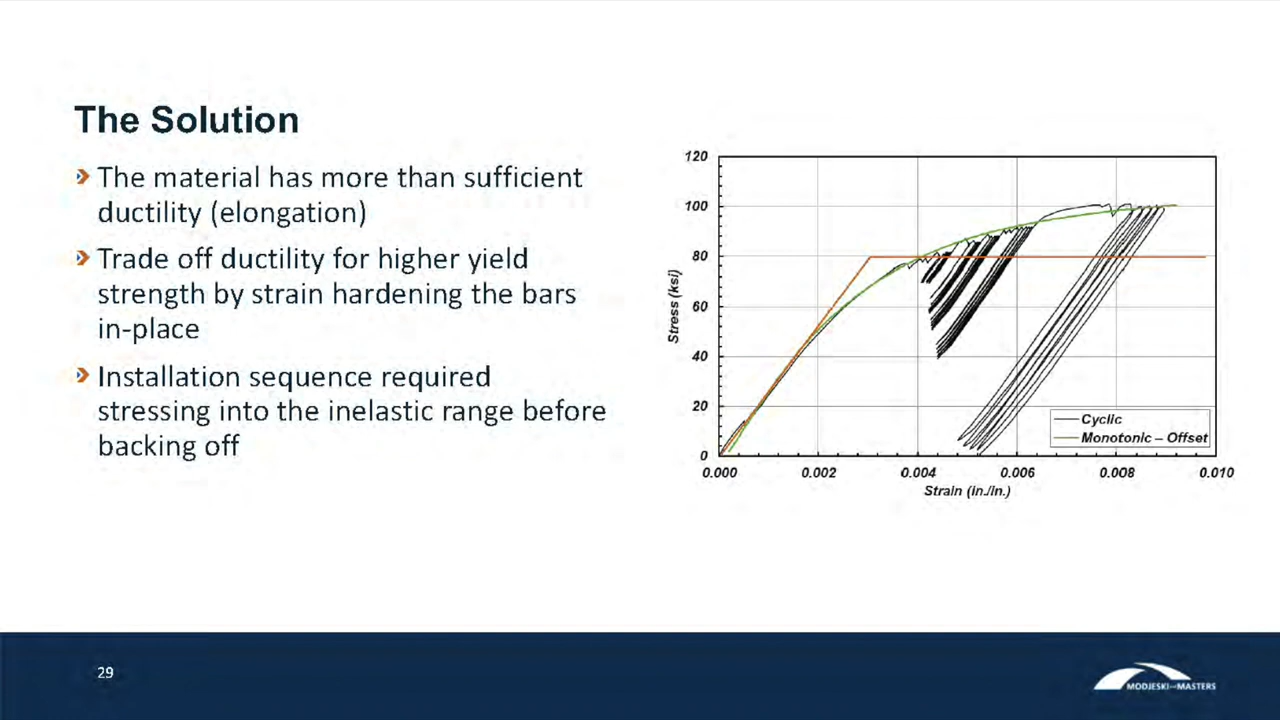 The Solution
The material has more than sufficient
ductility (elongation)
Trade off ductility for higher yield
strength by strain hardening the bars
in-place
Installation sequence required
stressing into the inelastic range before
backing off
120
100
80
60
40
20
0
Stress (ksi)
0.000 0.002 0.004 0.006 0.008 0.010
Strain (in./in.)
Cyclic
Monotonic – Offset
29
MODJESKI and MASTERS